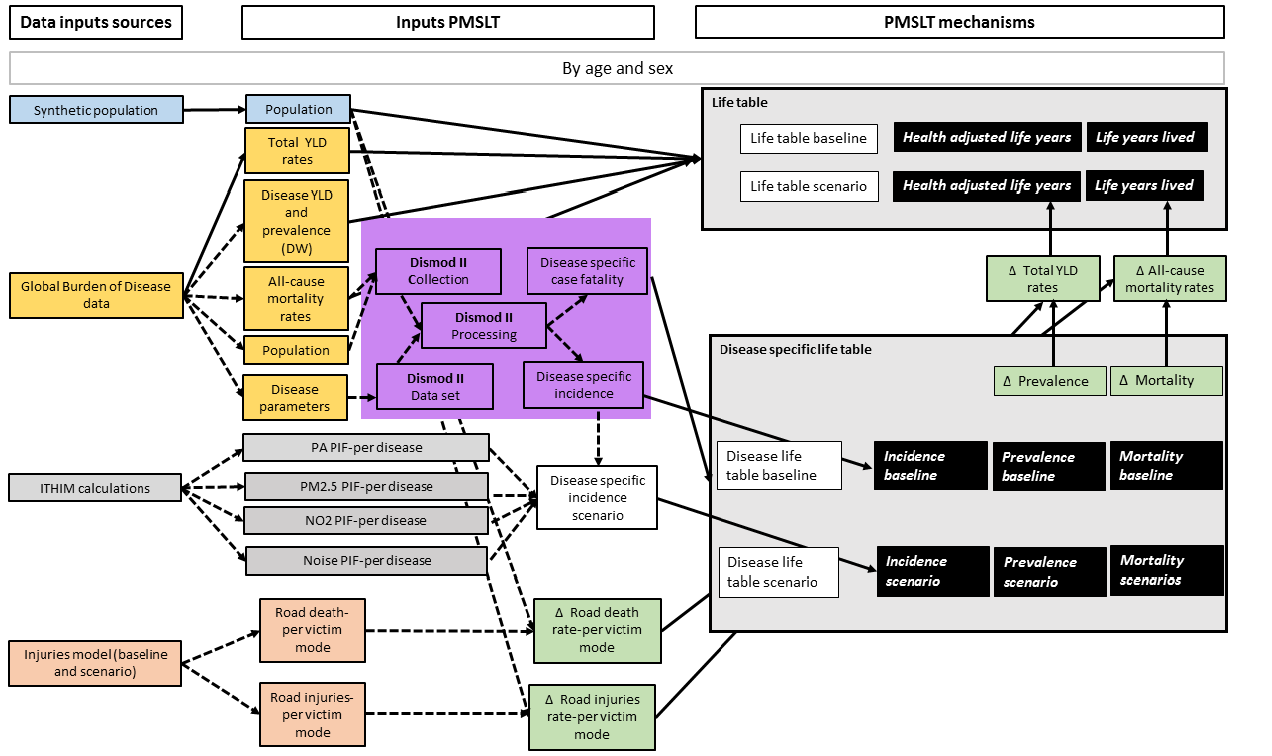 Data inputs sources
Inputs PMSLT
PMSLT mechanisms
By age and sex
Synthetic population
Population
Total YLD
rates
Disease YLD
and
prevalence
(DW)
Global Burden of Disease
data
All-cause
mortality
rates
Population
Disease
parameters
Dismod II
Collection
Disease specific
case fatality
Dismod II
Processing
Dismod II
Data set
Disease specific
incidence
Life table
Life table baseline
Health adjusted life years
Life years lived
Life table scenario
Health adjusted life years
Life years lived
Δ Total YLD
rates
Δ All-cause
mortality rates
Disease specific life table
Δ Prevalence
Δ Mortality
Disease life
table baseline
Incidence
baseline
Prevalence
baseline
Mortality
baseline
Disease life
table scenario
Incidence
scenario
Prevalence
scenario
Mortality
scenarios
ITHIM calculations
PA PIF-per disease
PM2.5 PIF-per disease
NO2 PIF-per disease
Noise PIF-per disease
Disease specific
incidence
scenario
Injuries model (baseline
and scenario)
Road death-
per victim
mode
Road injuries-
per victim
mode
Δ Road death
rate-per victim
mode
Δ Road injuries
rate-per victim
mode